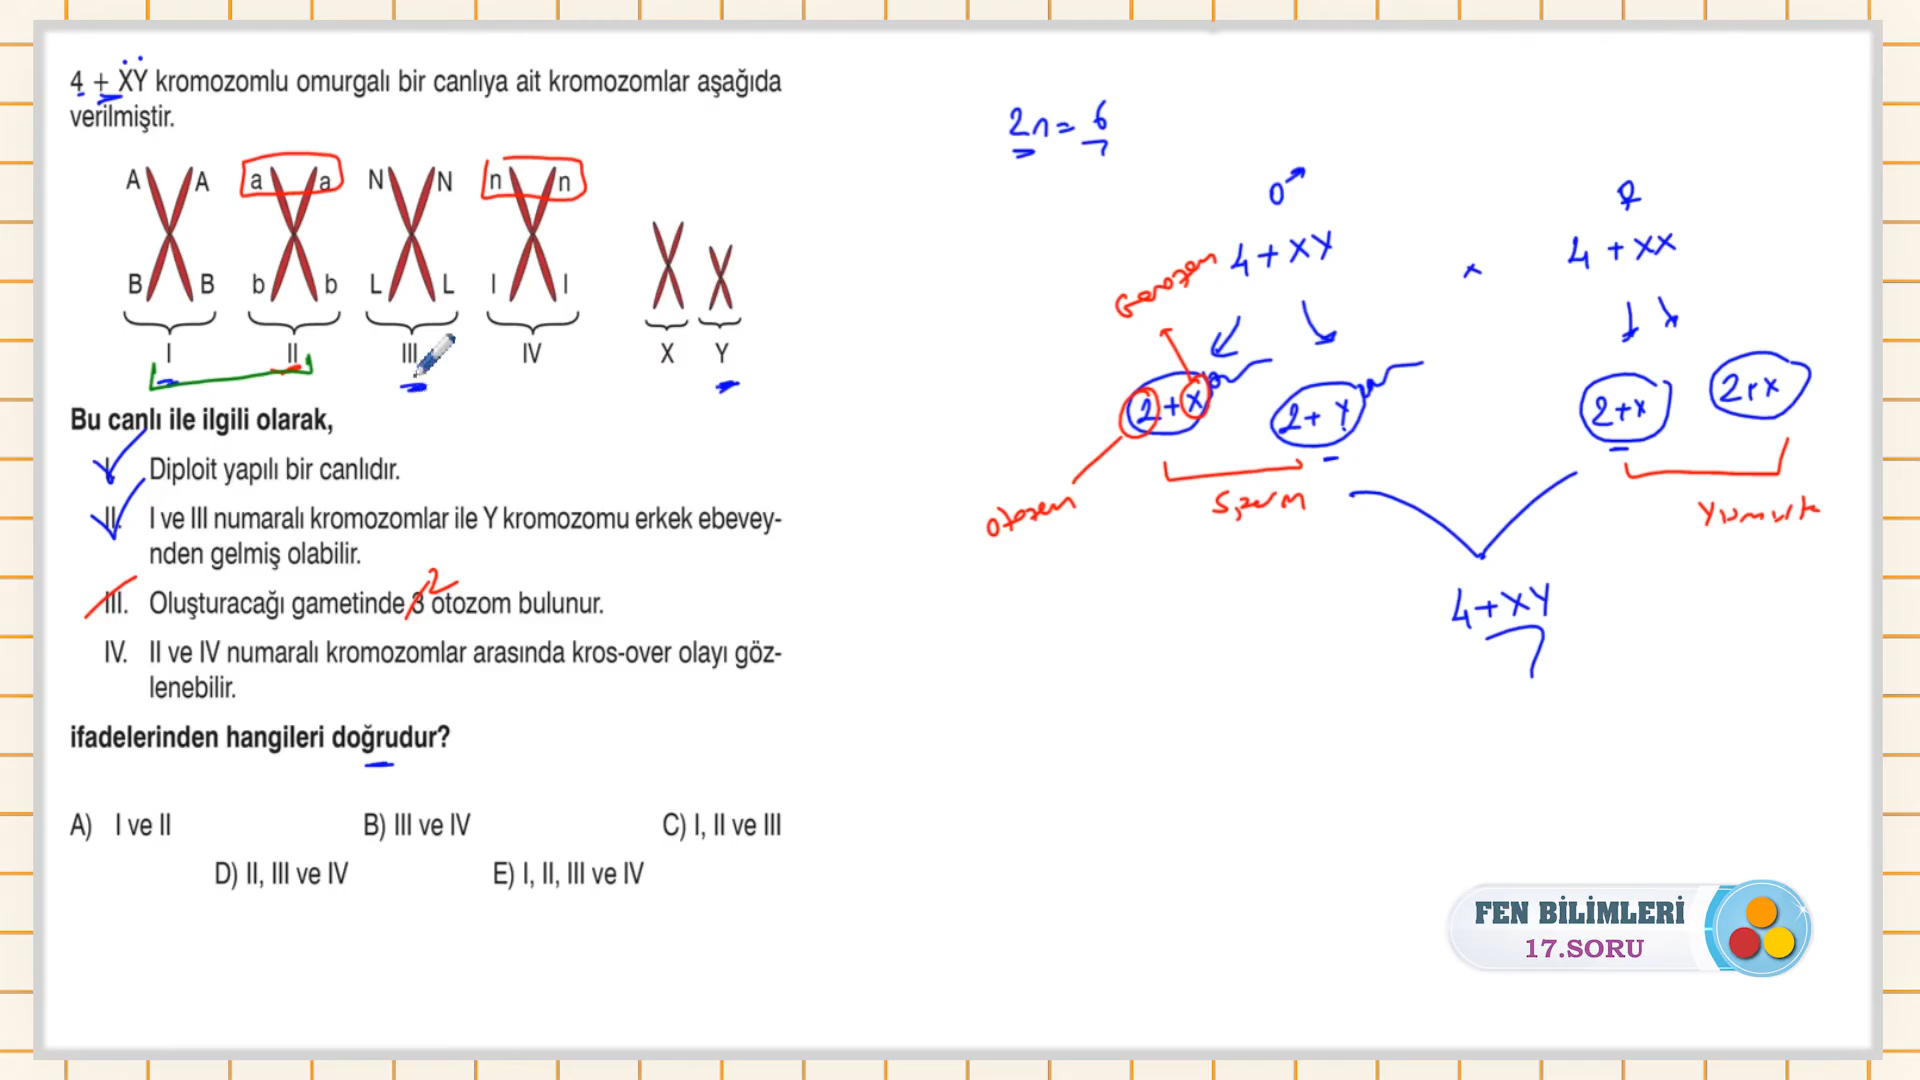 4 + XY kromozomlu omurgalı bir canlıya ait kromozomlar aşağıda
verilmiştir.
A A a a N N n n
B B b b L L l l
I II III IV X Y
Bu canlı ile ilgili olarak,
I. Diploit yapılı bir canlıdır.
II. I ve III numaralı kromozomlar ile Y kromozomu erkek ebevey-
nden gelmiş olabilir.
III. Oluşturacağı gametinde 3 otozom bulunur.
2
IV. II ve IV numaralı kromozomlar arasında kros-over olayı göz-
lenebilir.
ifadelerinden hangileri doğrudur?
A) I ve II B) III ve IV C) I, II ve III
D) II, III ve IV E) I, II, III ve IV
2n = 6
♂ ♀
4 + XY x 4 + XX
Gonozom
2 + X 2 + Y 2 + X 2 + X
otozom
Sperm
Yumurta
4 + XY
FEN BİLİMLERİ
17.SORU